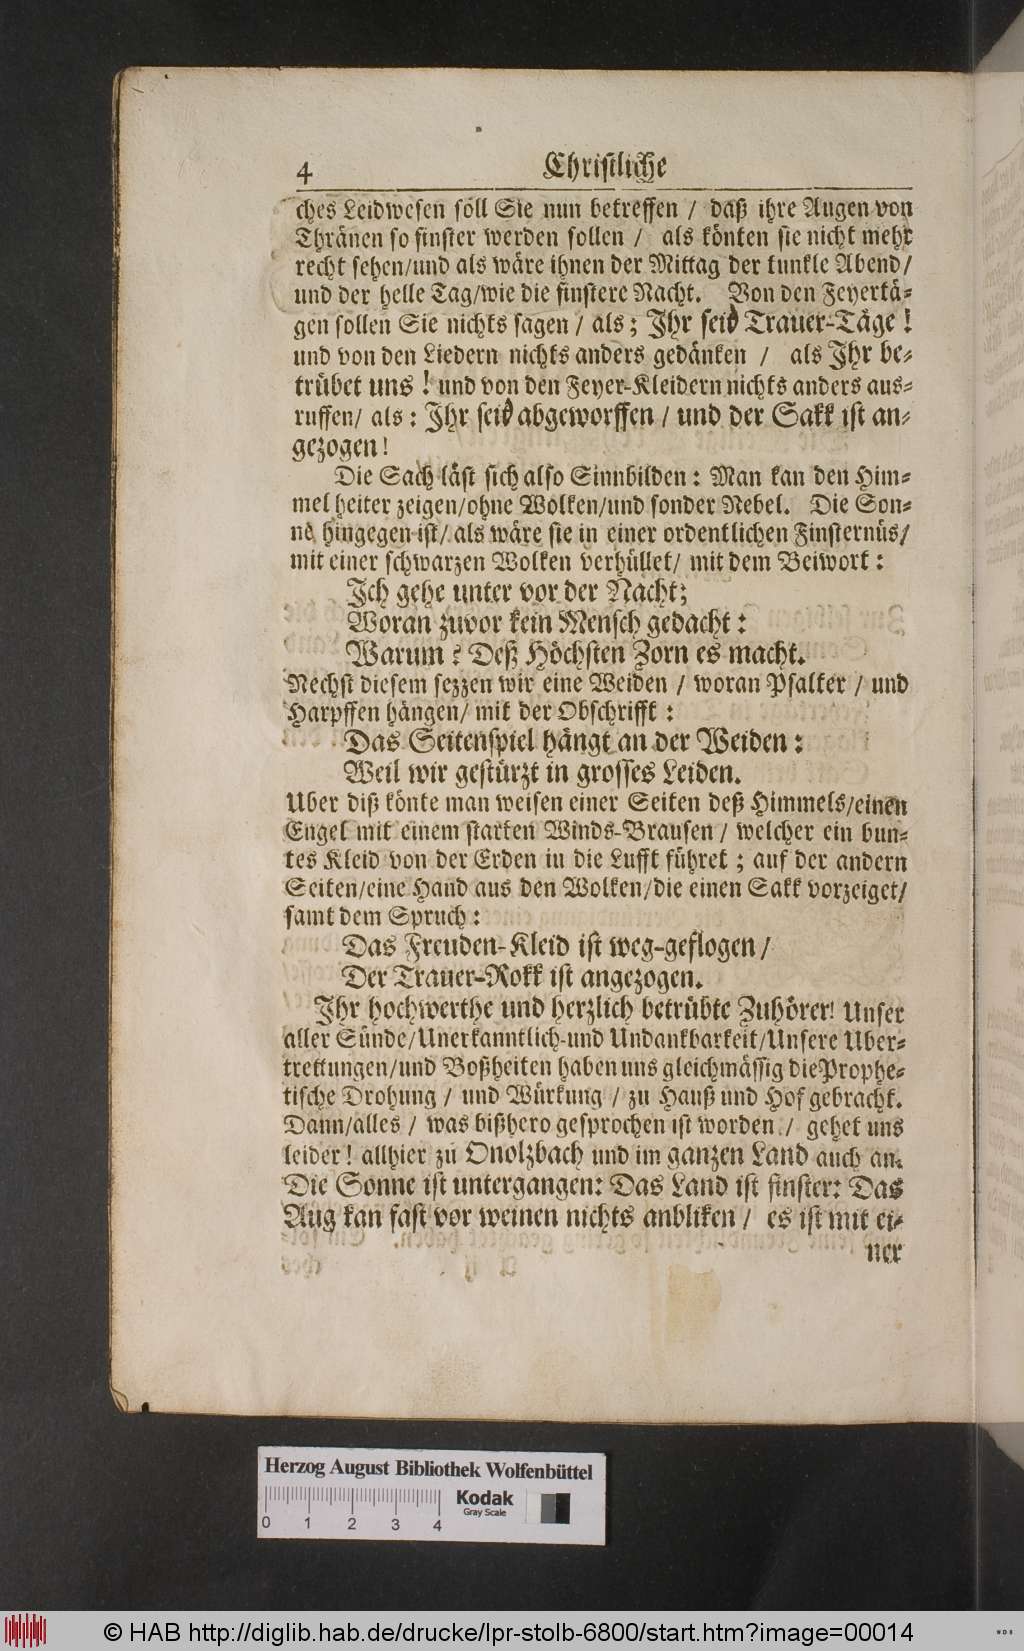 4 Christliche
ches Leidwesen soll Sie nun betreffen / daß ihre Augen von
Thränen so finster werden sollen / als könten sie nicht mehr
recht sehen/und als wäre ihnen der Mittag der tunkle Abend/
und der helle Tag/wie die finstere Nacht. Von den Feyertä-
gen sollen Sie nichts sagen / als; Ihr seid Trauer-Täge!
und von den Liedern nichts anders gedänken / als Ihr be-
trübet uns! und von den Feyer-Kleidern nichts anders aus-
ruffen/ als: Ihr seid abgeworffen / und der Sakk ist an-
gezogen!
Die Sach läst sich also Sinnbilden: Man kan den Him-
mel heiter zeigen/ohne Wolken/und sonder Nebel. Die Son-
ne hingegen ist/ als wäre sie in einer ordentlichen Finsternüs/
mit einer schwarzen Wolken verhüllet/ mit dem Beiwort:
Ich gehe unter vor der Nacht;
Woran zuvor kein Mensch gedacht:
Warum? Deß Höchsten Zorn es macht.
Nechst diesem sezzen wir eine Weiden / woran Psalter / und
Harpffen hängen/ mit der Obschrifft:
Das Seitenspiel hängt an der Weiden:
Weil wir gestürzt in grosses Leiden.
Uber diß könte man weisen einer Seiten deß Himmels/einen
Engel mit einem starken Winds-Brausen / welcher ein bun-
tes Kleid von der Erden in die Lufft führet; auf der andern
Seiten/eine Hand aus den Wolken/die einen Sakk vorzeiget/
samt dem Spruch:
Das Freuden-Kleid ist weg-geflogen /
Der Trauer-Rokk ist angezogen.
Ihr hochwerthe und herzlich betrübte Zuhörer! Unser
aller Sünde/Unerkanntlich-und Undankbarkeit/Unsere Uber-
trettungen/und Boßheiten haben uns gleichmässig die Prophe-
tische Drohung / und Würkung / zu Hauß und Hof gebracht.
Dann/alles / was bißhero gesprochen ist worden / gehet uns
leider! allhier zu Onolzbach und im ganzen Land auch an.
Die Sonne ist untergangen: Das Land ist finster: Das
Aug kan fast vor weinen nichts anbliken / es ist mit ei-
ner
Herzog August Bibliothek Wolfenbüttel
Kodak
Gray Scale
0 1 2 3 4
© HAB http://diglib.hab.de/drucke/lpr-stolb-6800/start.htm?image=00014